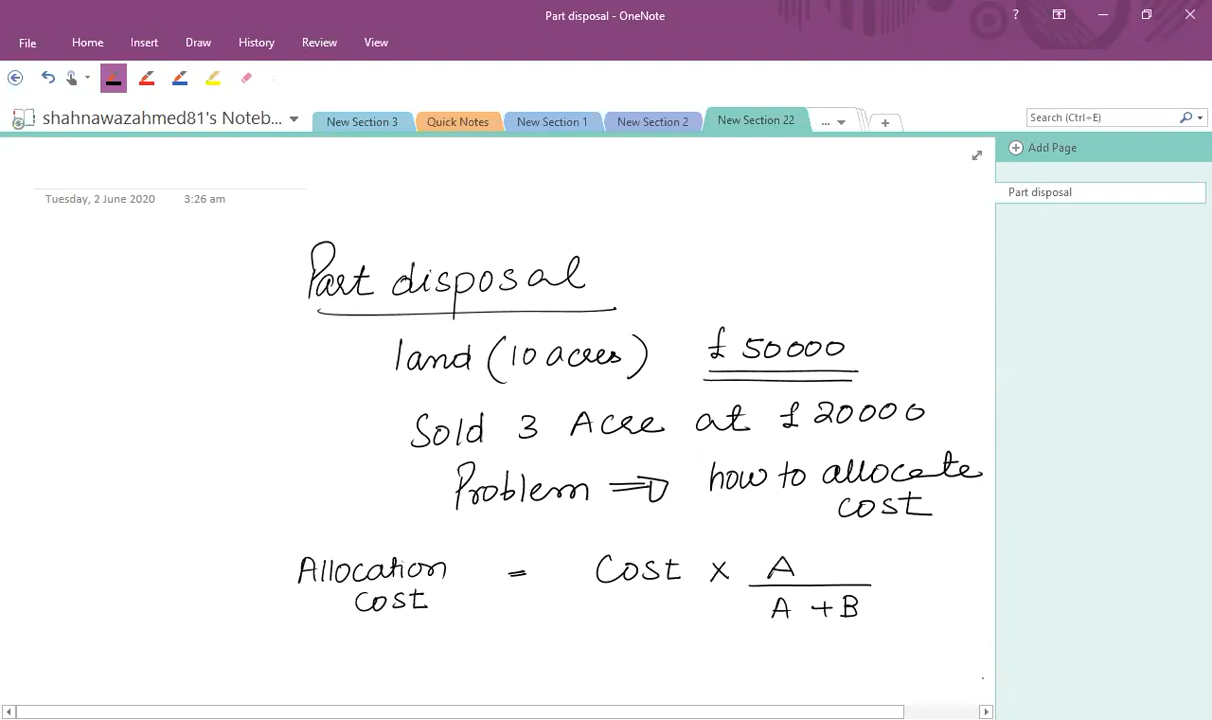 Part disposal - OneNote
?
File Home Insert Draw History Review View
shahnawazahmed81's Noteb... New Section 3 Quick Notes New Section 1 New Section 2 New Section 22 ... + Search (Ctrl+E)
Add Page
Part disposal
Tuesday, 2 June 2020 3:26 am
Part disposal
land (10 acres) £ 50000
Sold 3 Acre at £ 20000
Problem ⇒ how to allocate
cost
Allocation = Cost × A
cost A + B